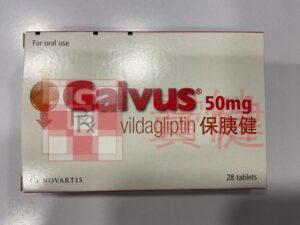 For oral use
Galvus® 50mg
vildagliptin 保胰健
NOVARTIS
28 tablets